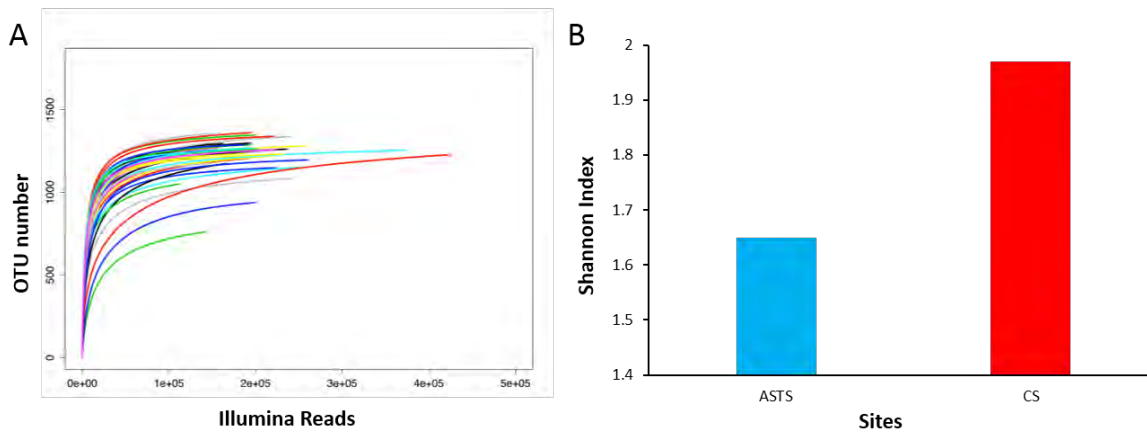 A
OTU number
1500
1000
500
0
0e+00 1e+05 2e+05 3e+05 4e+05 5e+05
Illumina Reads
B
Shannon Index
2
1.9
1.8
1.7
1.6
1.5
1.4
ASTS CS
Sites